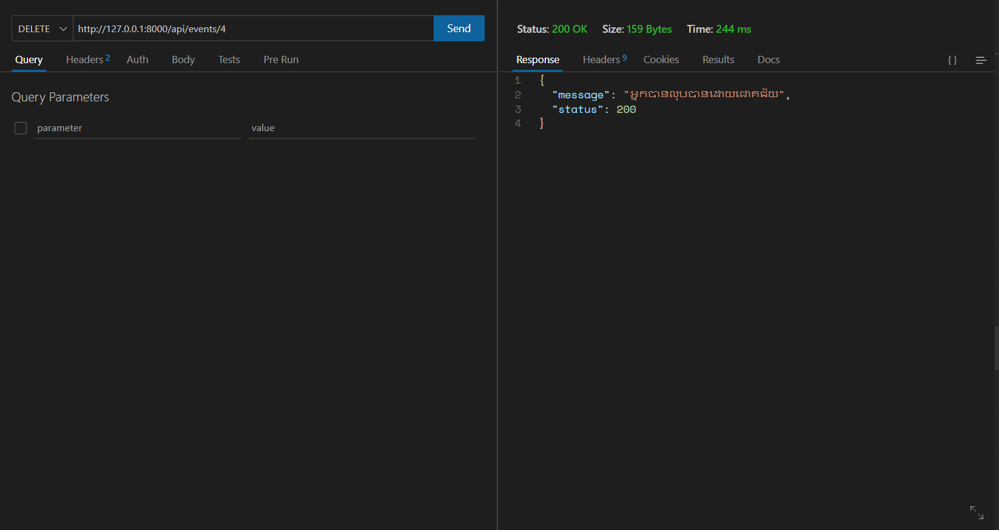 DELETE http://127.0.0.1:8000/api/events/4 Send
Query Headers 2 Auth Body Tests Pre Run
Query Parameters
parameter value
Status: 200 OK Size: 159 Bytes Time: 244 ms
Response Headers 9 Cookies Results Docs {}
1 {
2 "message": "អ្នកបានលុបបានដោយជោគជ័យ",
3 "status": 200
4 }